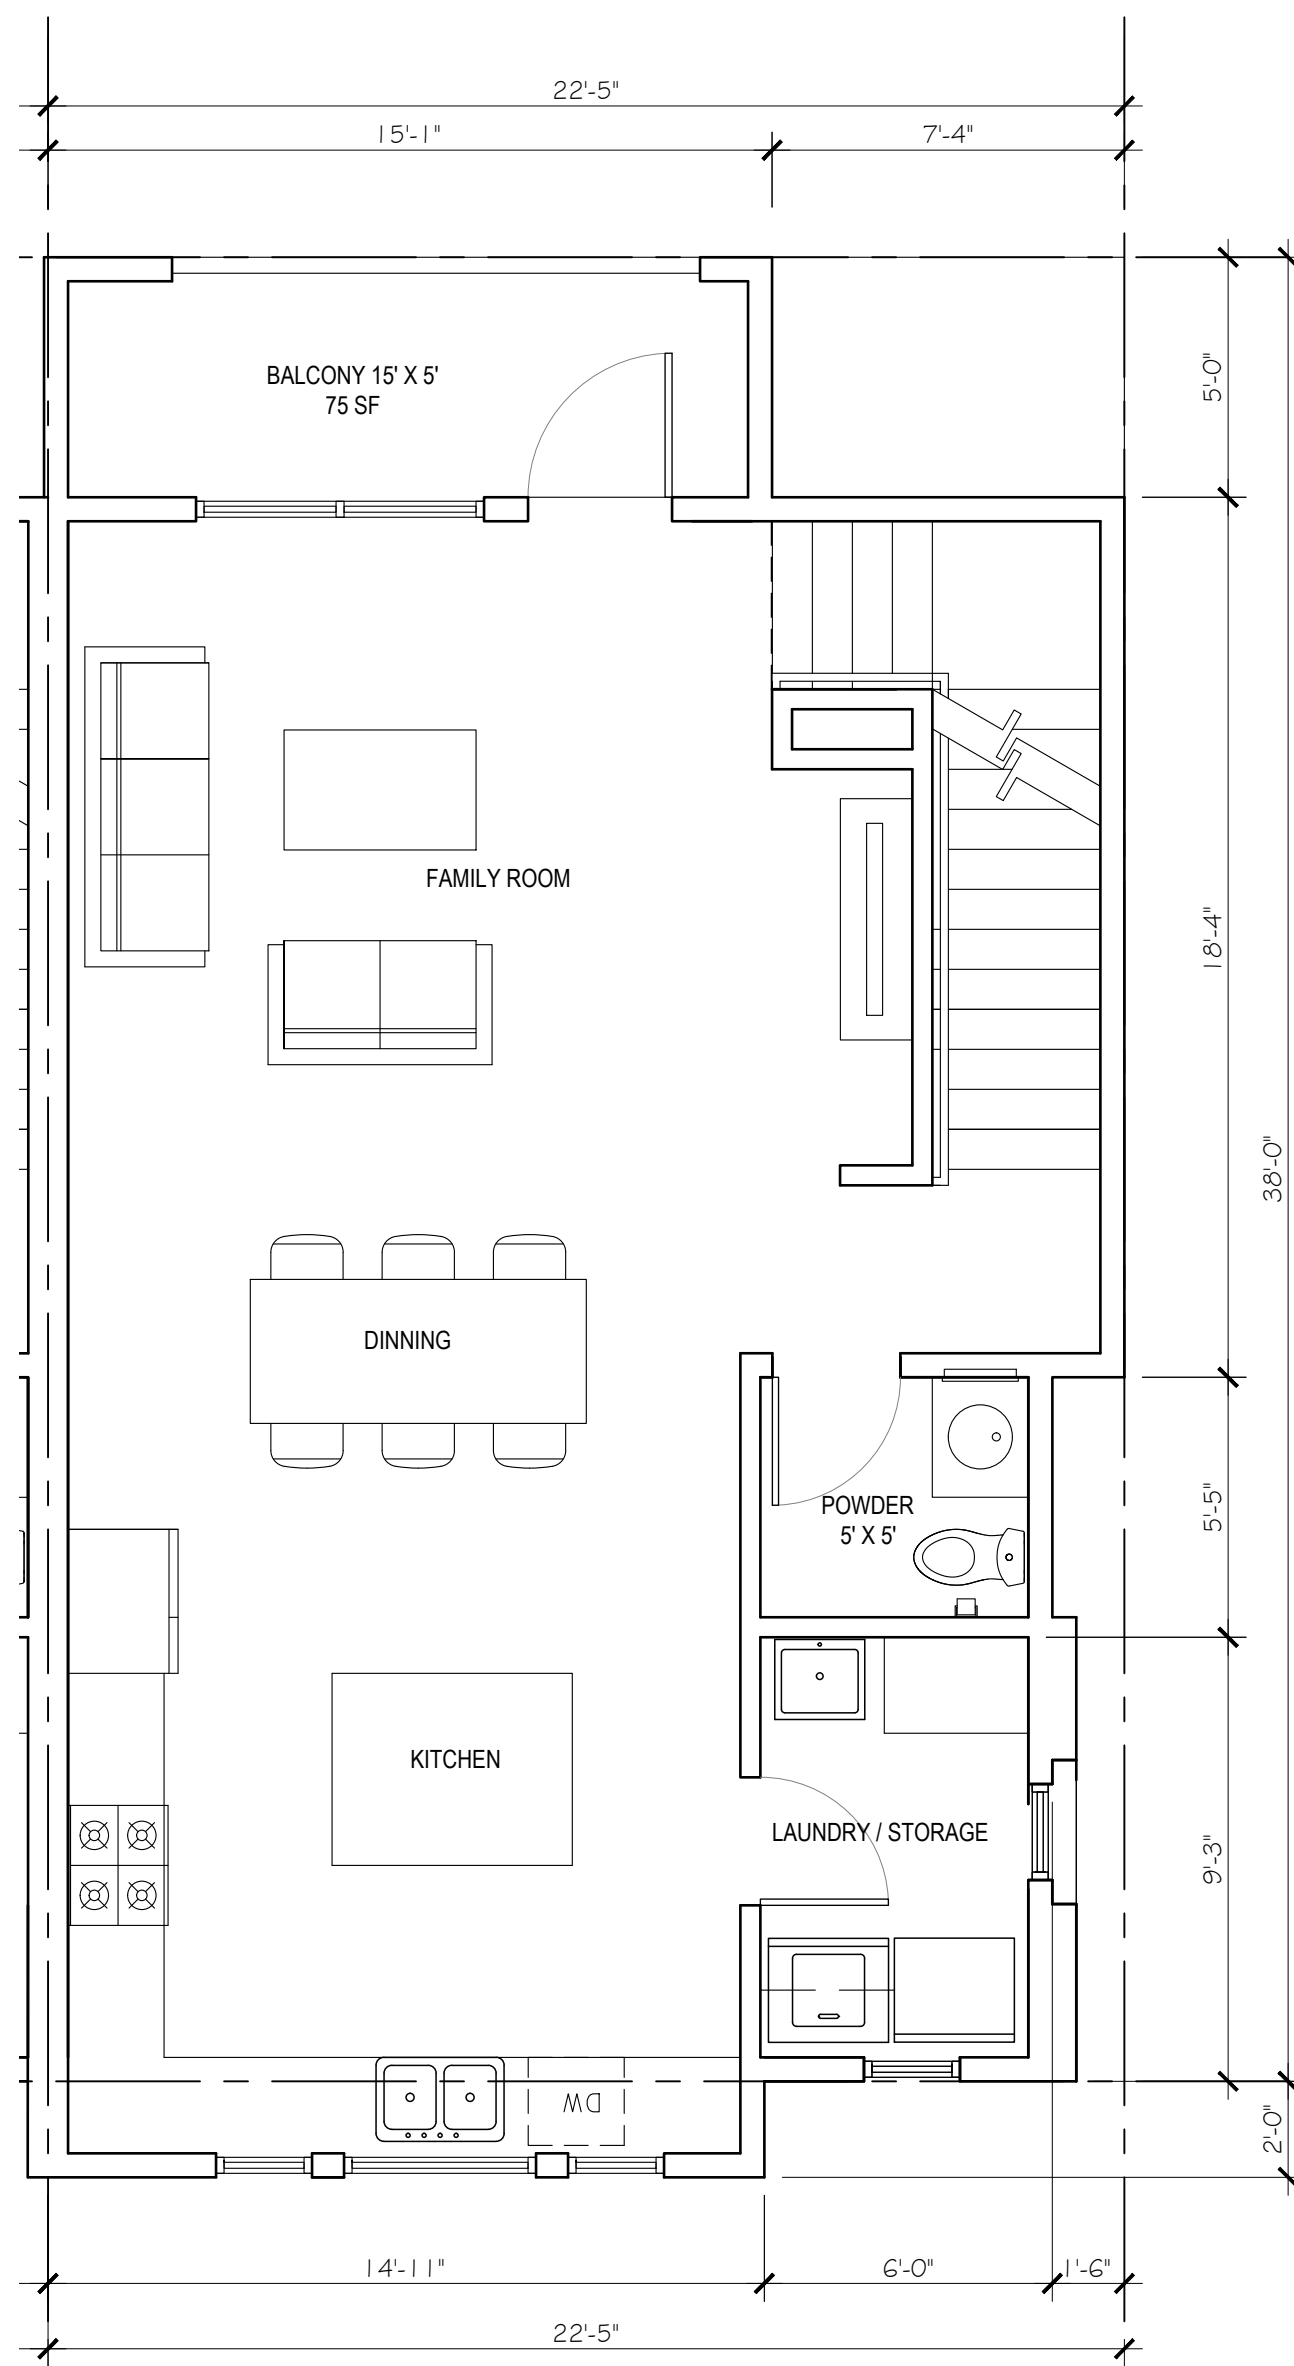 22'-5"
15'-1"
7'-4"
BALCONY 15' X 5'
75 SF
5'-0"
FAMILY ROOM
18'-4"
38'-0"
DINNING
POWDER
5' X 5'
5'-5"
KITCHEN
LAUNDRY / STORAGE
9'-3"
DW
2'-0"
14'-11"
6'-0"
1'-6"
22'-5"